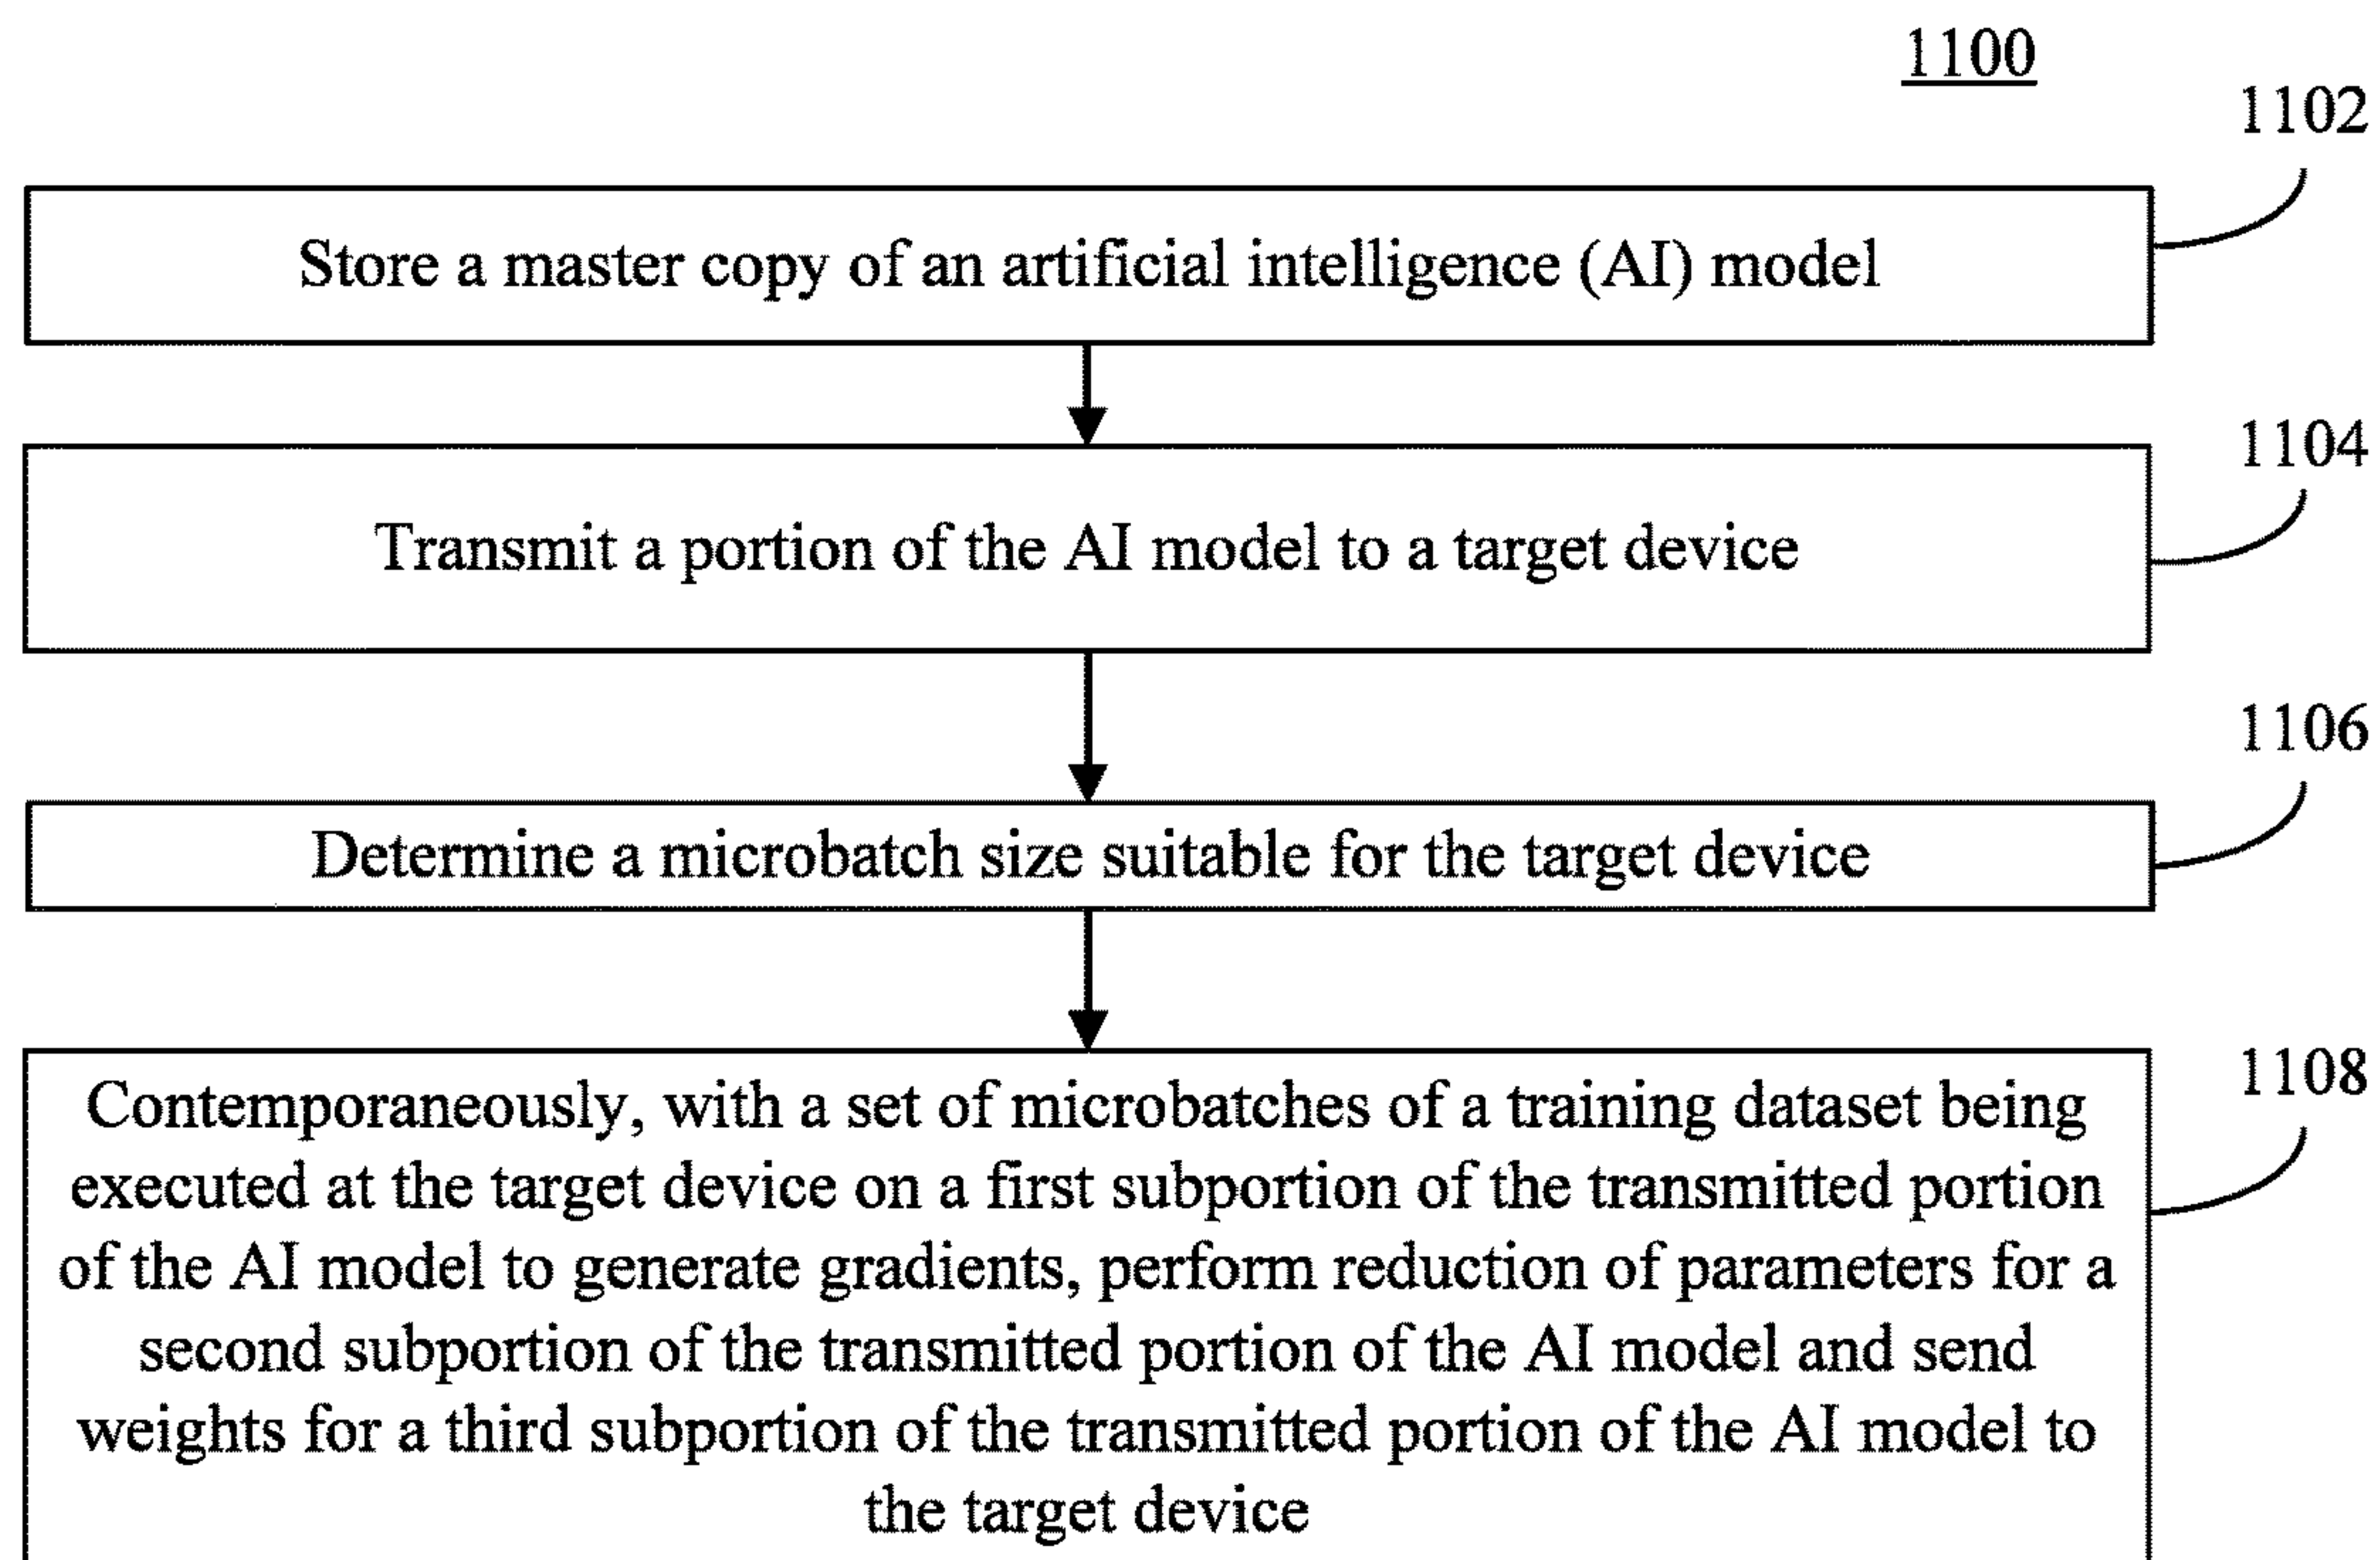 1100
1102
Store a master copy of an artificial intelligence (AI) model
1104
Transmit a portion of the AI model to a target device
1106
Determine a microbatch size suitable for the target device
1108
Contemporaneously, with a set of microbatches of a training dataset being
executed at the target device on a first subportion of the transmitted portion
of the AI model to generate gradients, perform reduction of parameters for a
second subportion of the transmitted portion of the AI model and send
weights for a third subportion of the transmitted portion of the AI model to
the target device